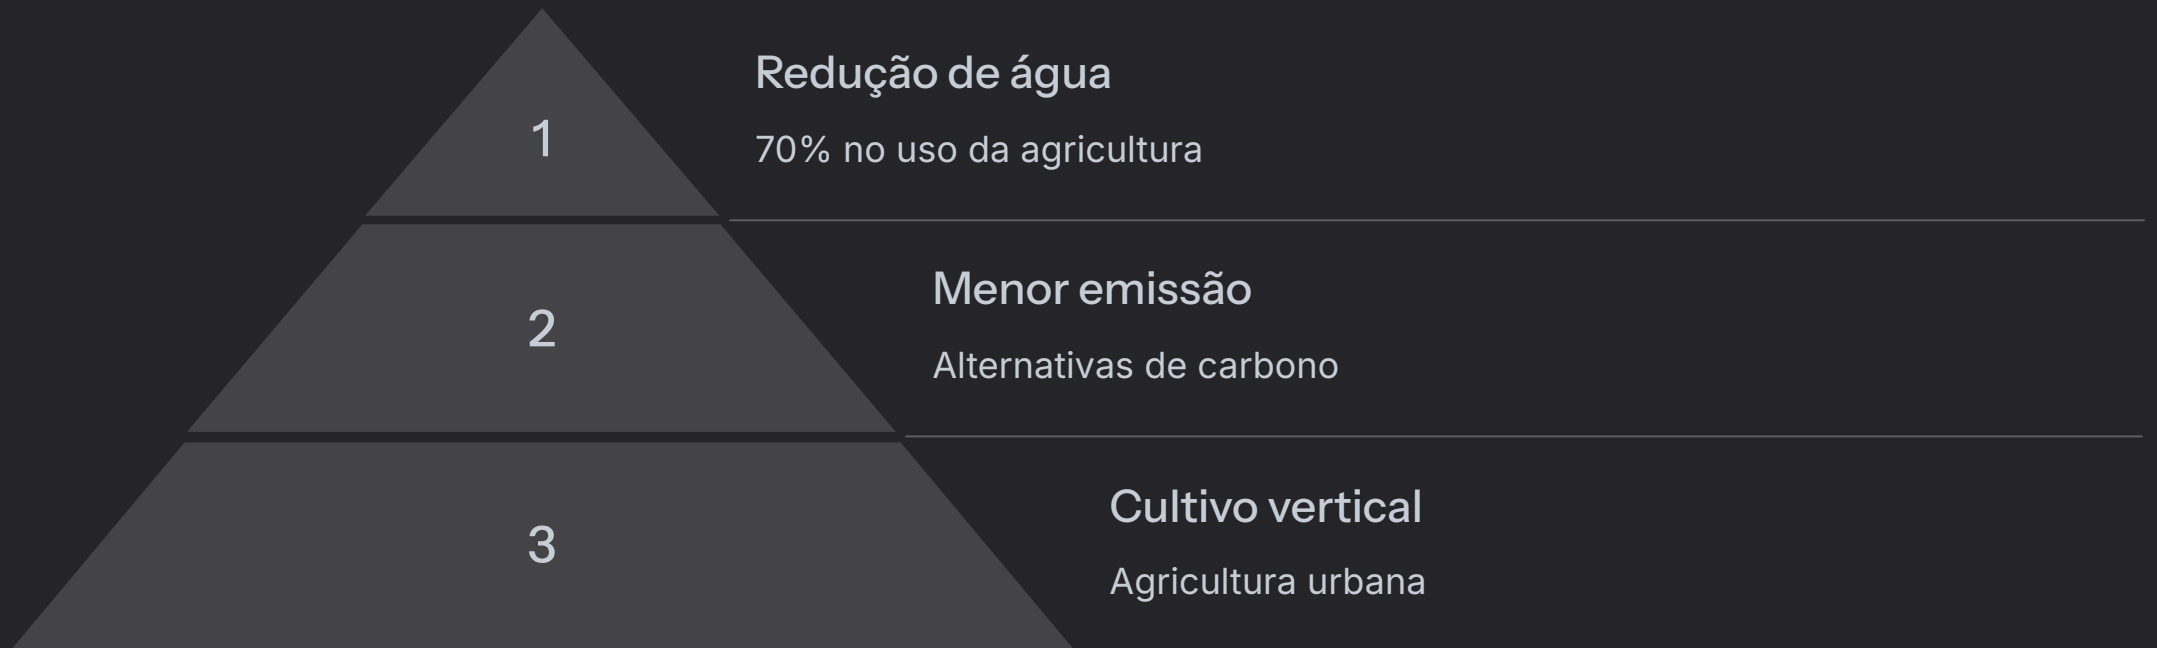 1
Redução de água
70% no uso da agricultura
2
Menor emissão
Alternativas de carbono
3
Cultivo vertical
Agricultura urbana